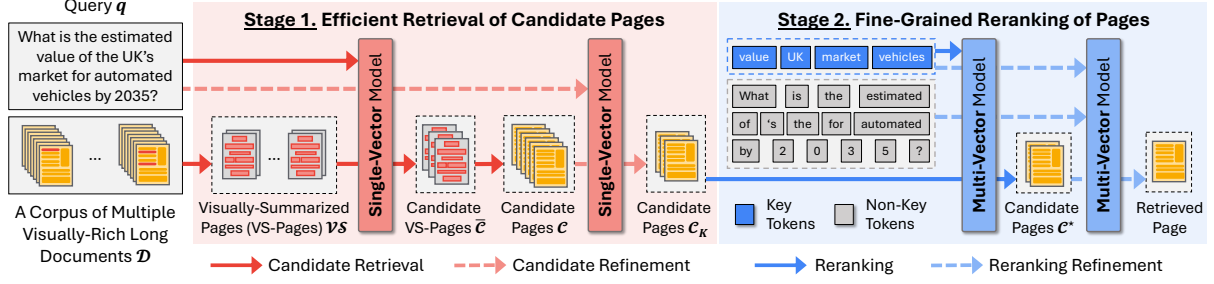 Query q
What is the estimated
value of the UK's
market for automated
vehicles by 2035?
...
A Corpus of Multiple
Visually-Rich Long
Documents 𝓓
Stage 1. Efficient Retrieval of Candidate Pages
...
Visually-Summarized
Pages (VS-Pages) 𝓥𝓢
Single-Vector Model
Candidate
VS-Pages 𝓒̅
Candidate
Pages 𝓒
Single-Vector Model
Candidate
Pages 𝓒_K
Candidate Retrieval
Candidate Refinement
Stage 2. Fine-Grained Reranking of Pages
value UK market vehicles
What is the estimated
of 's the for automated
by 2 0 3 5 ?
Key
Tokens
Non-Key
Tokens
Multi-Vector Model
Candidate
Pages 𝓒*
Multi-Vector Model
Retrieved
Page
Reranking
Reranking Refinement